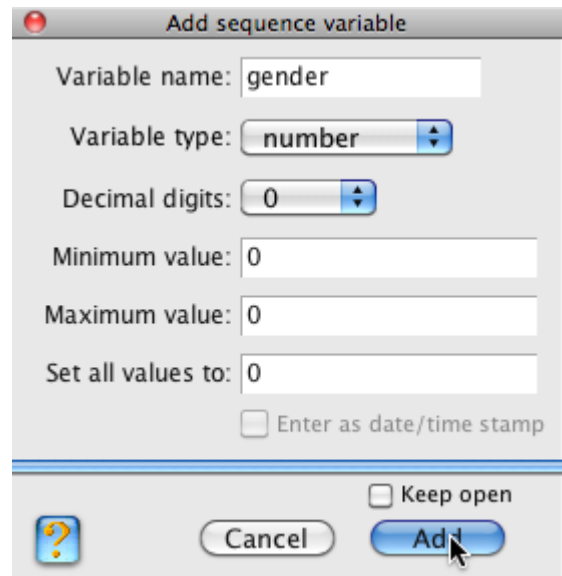 Add sequence variable
Variable name: gender
Variable type: number
Decimal digits: 0
Minimum value: 0
Maximum value: 0
Set all values to: 0
Enter as date/time stamp
Keep open
? Cancel Add